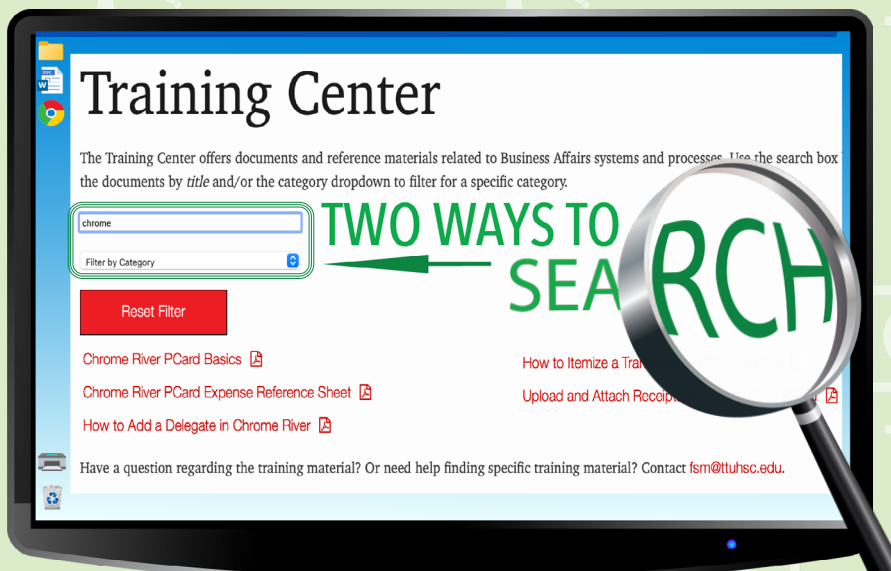 Training Center
The Training Center offers documents and reference materials related to Business Affairs systems and processes. Use the search box
the documents by title and/or the category dropdown to filter for a specific category.
chrome
TWO WAYS TO
Filter by Category
SEARCH
Reset Filter
Chrome River PCard Basics
How to Itemize a
Chrome River PCard Expense Reference Sheet
Upload and Attach
How to Add a Delegate in Chrome River
Have a question regarding the training material? Or need help finding specific training material? Contact fsm@ttuhsc.edu.